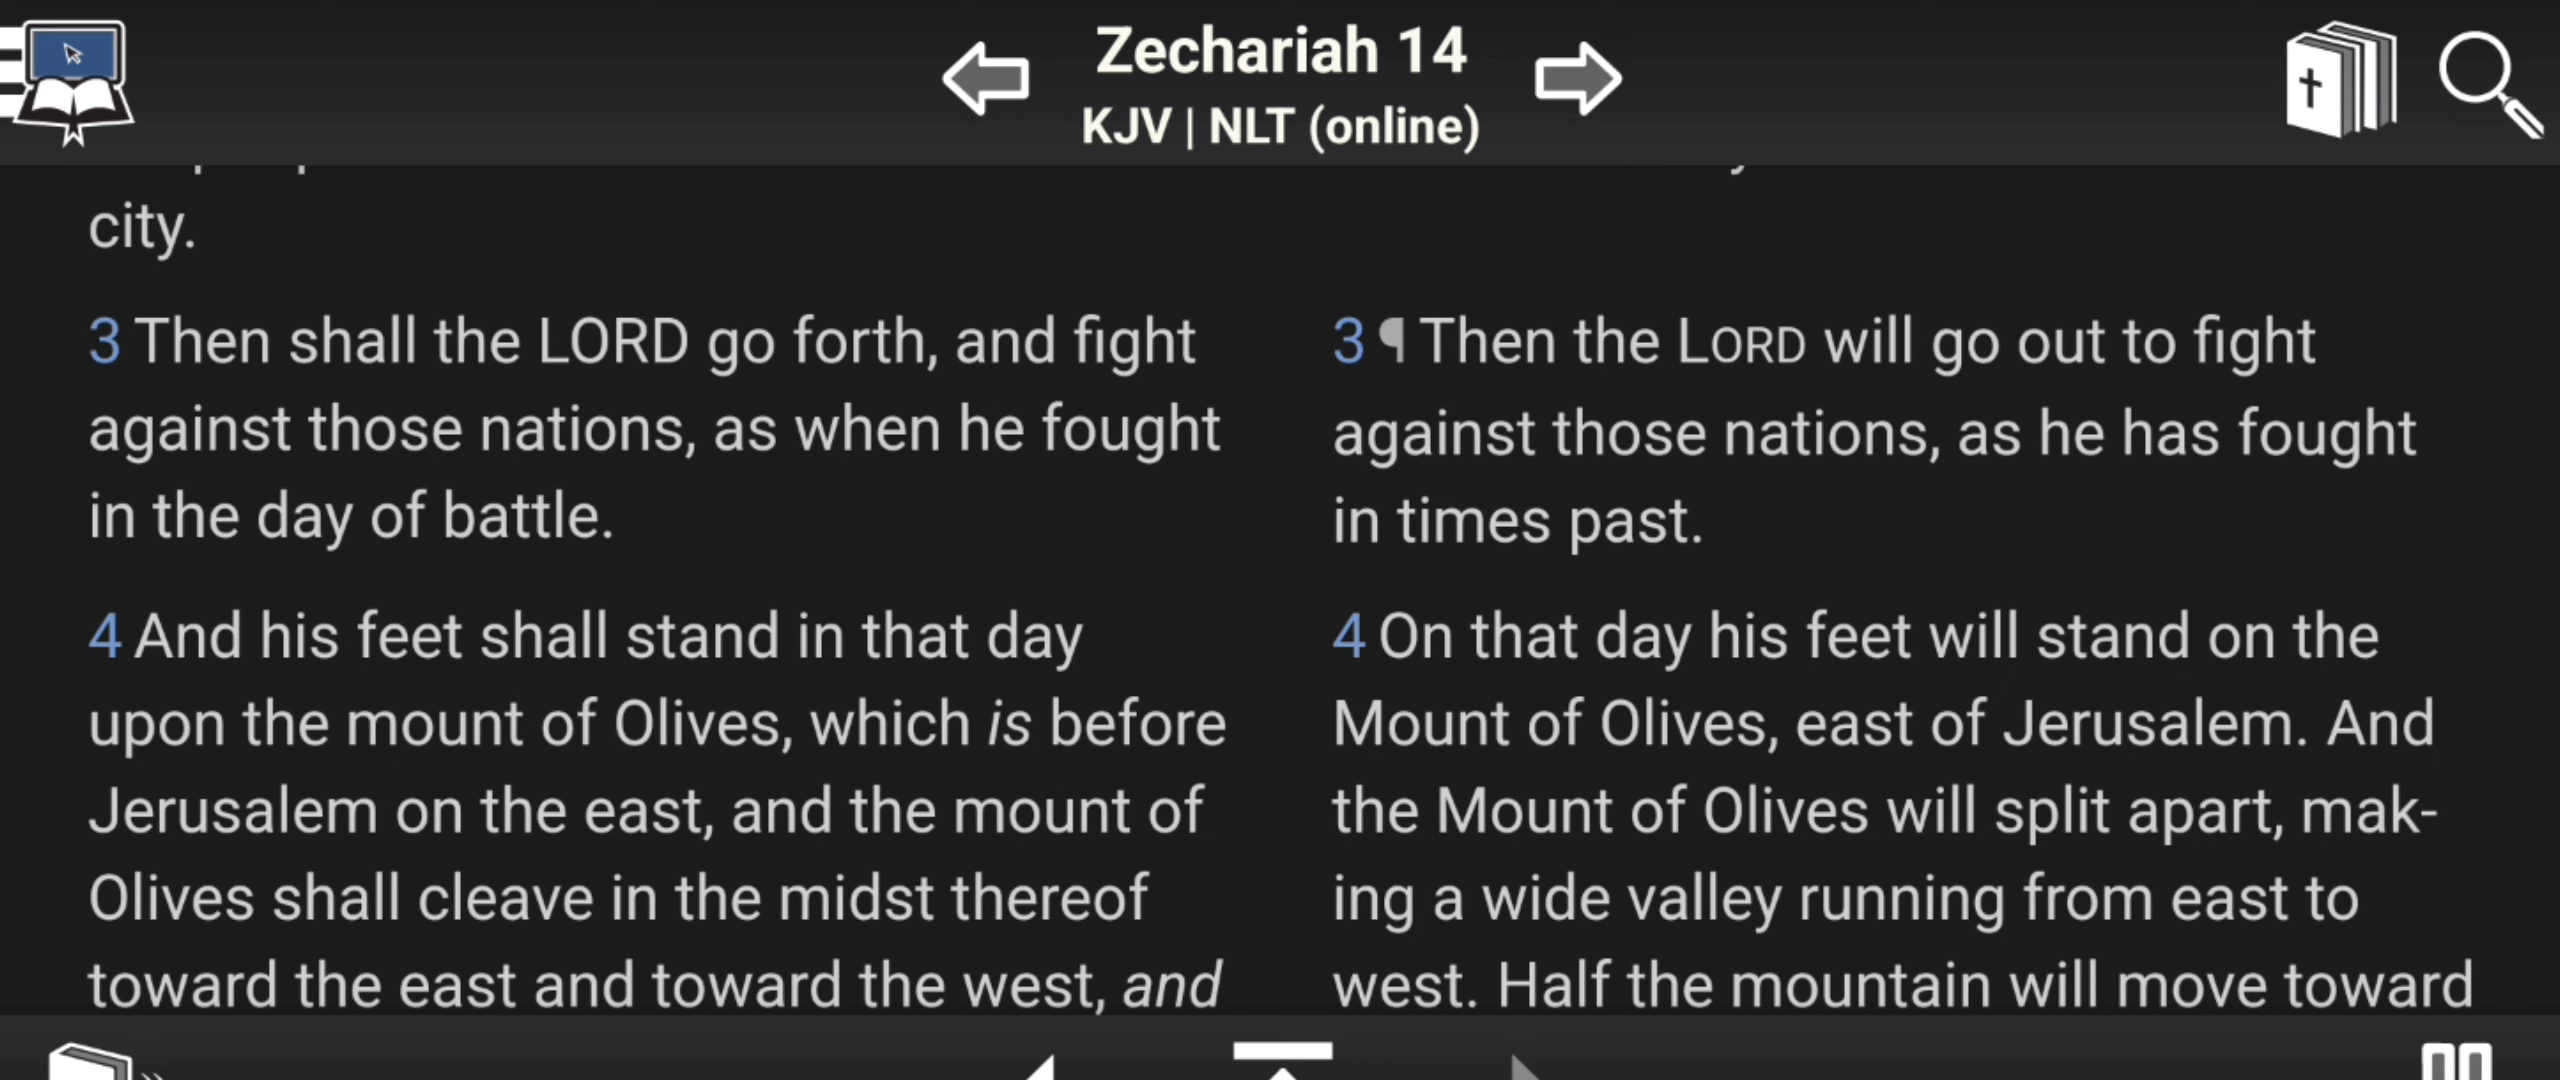 Zechariah 14
KJV | NLT (online)
city.
3 Then shall the LORD go forth, and fight
against those nations, as when he fought
in the day of battle.
4 And his feet shall stand in that day
upon the mount of Olives, which is before
Jerusalem on the east, and the mount of
Olives shall cleave in the midst thereof
toward the east and toward the west, and
3 ¶ Then the LORD will go out to fight
against those nations, as he has fought
in times past.
4 On that day his feet will stand on the
Mount of Olives, east of Jerusalem. And
the Mount of Olives will split apart, mak-
ing a wide valley running from east to
west. Half the mountain will move toward